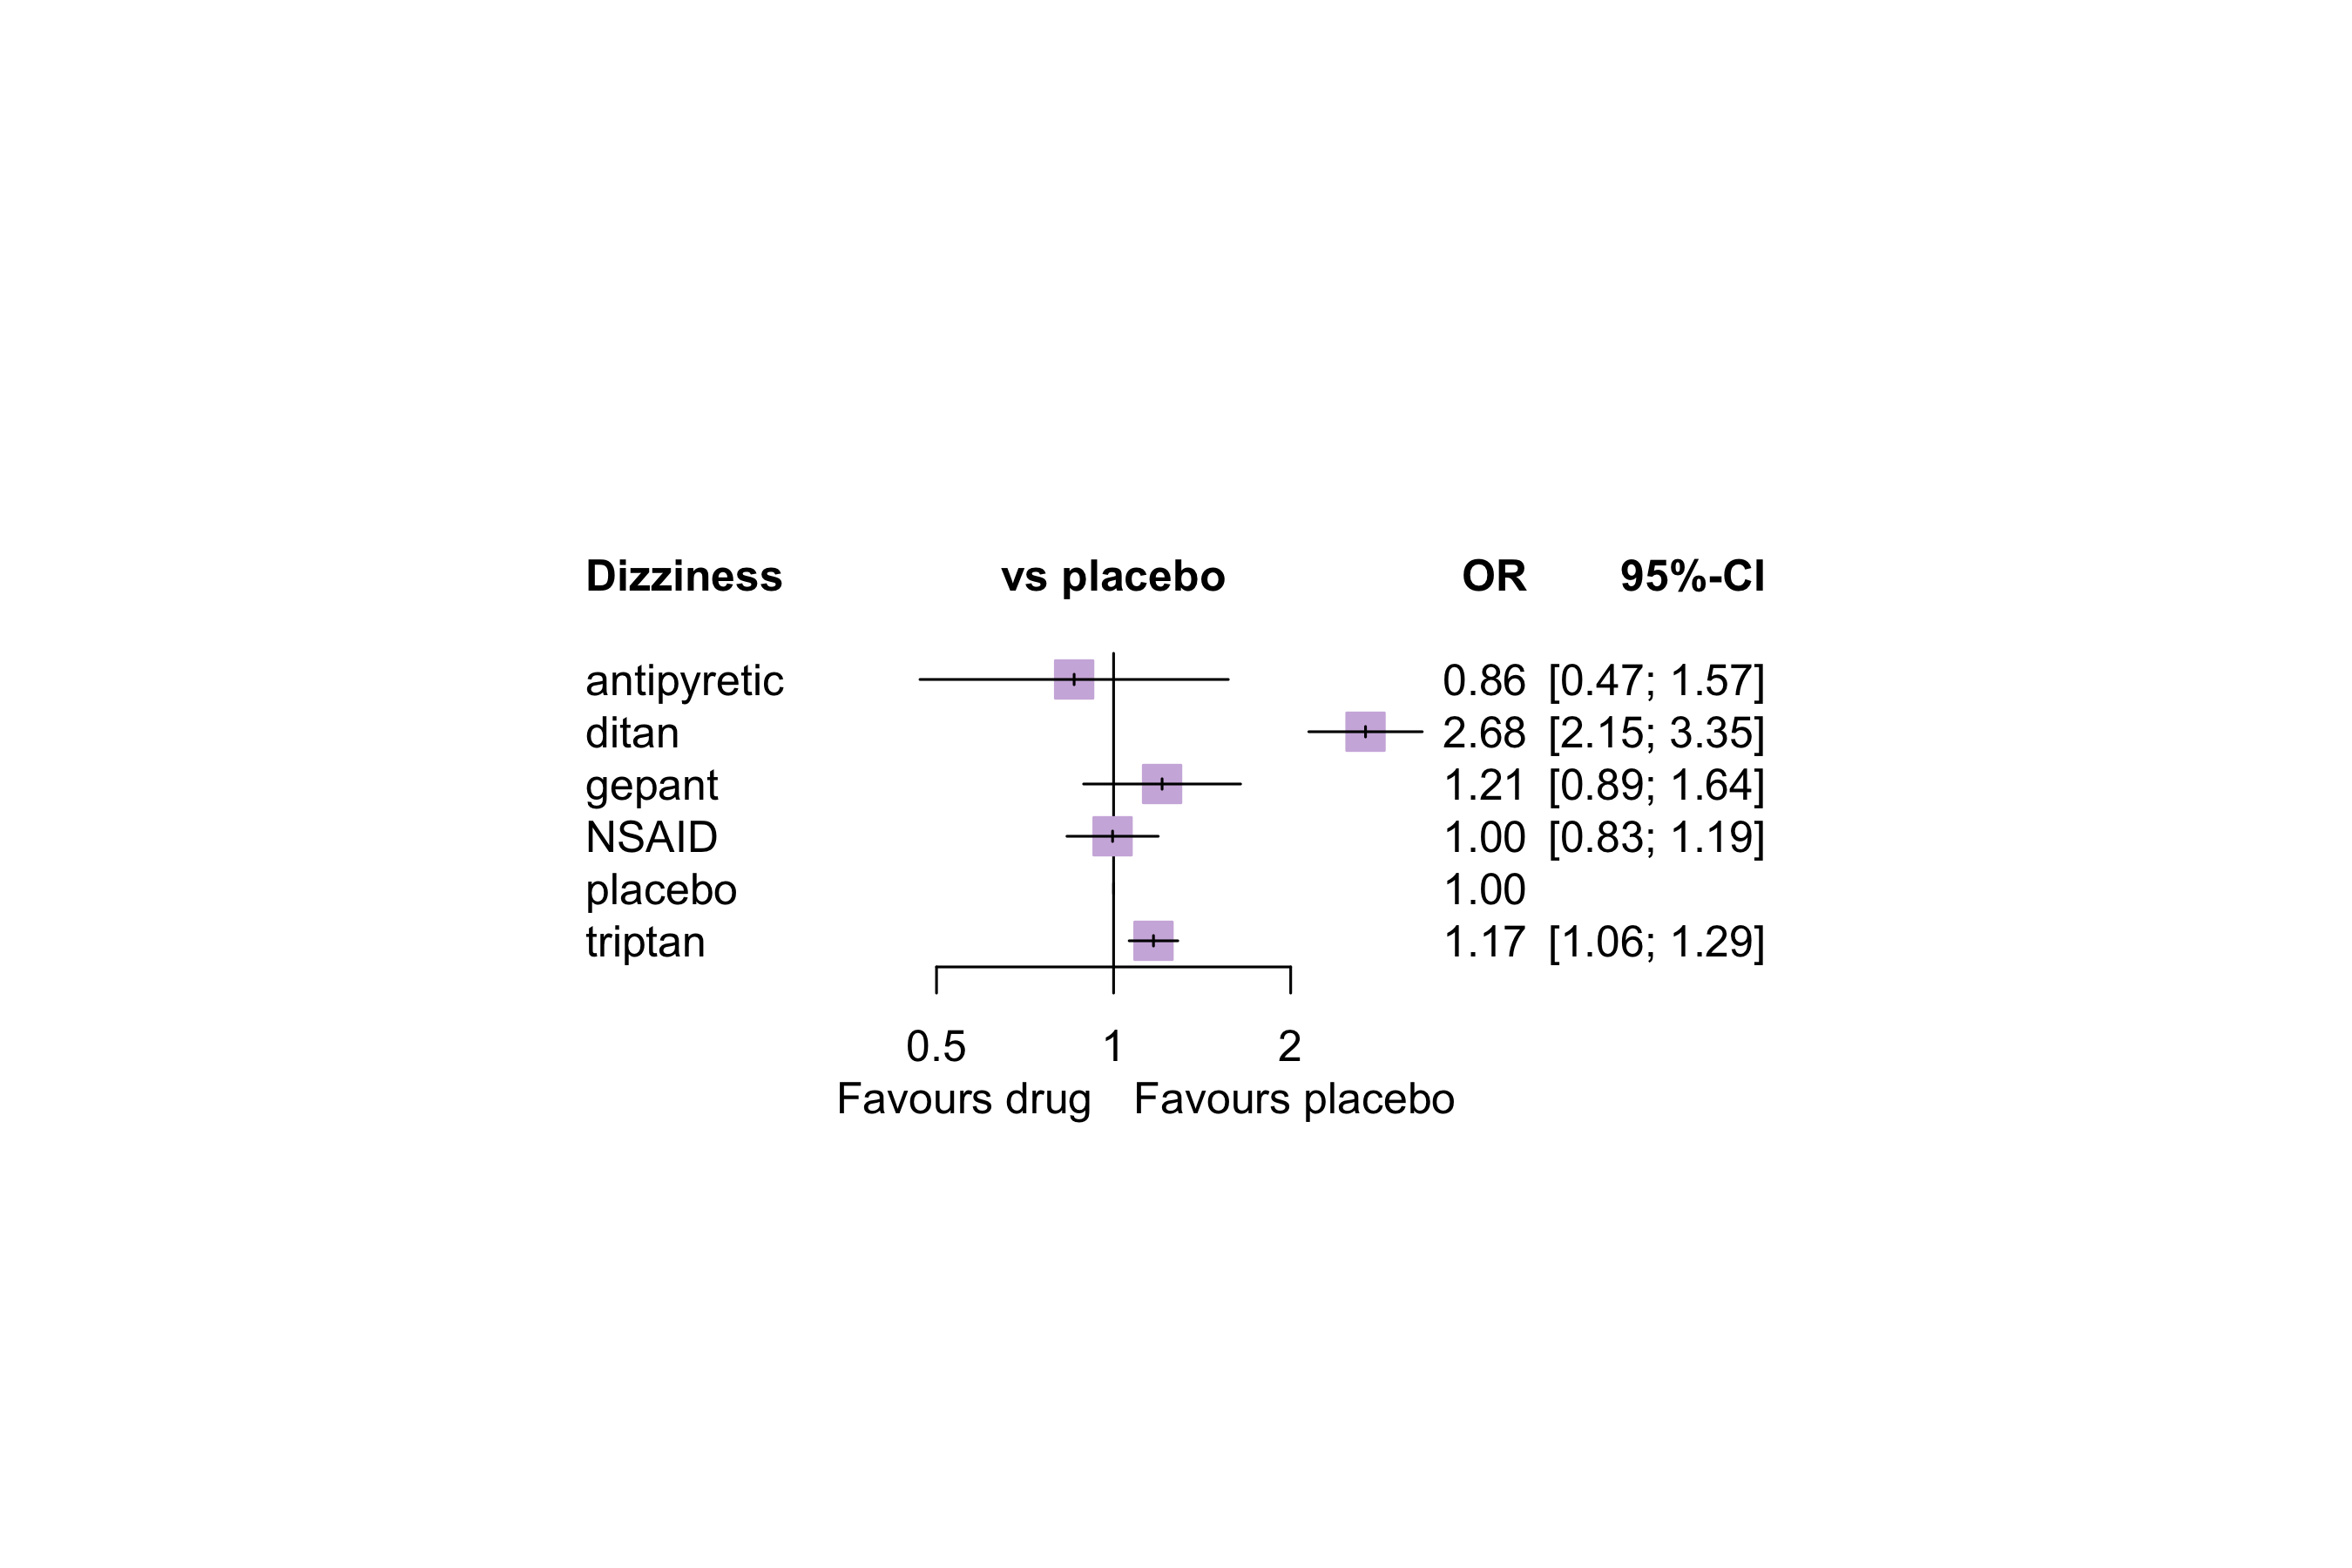 Dizziness vs placebo OR 95%-CI
antipyretic 0.86 [0.47; 1.57]
ditan 2.68 [2.15; 3.35]
gepant 1.21 [0.89; 1.64]
NSAID 1.00 [0.83; 1.19]
placebo 1.00
triptan 1.17 [1.06; 1.29]
0.5 1 2
Favours drug Favours placebo